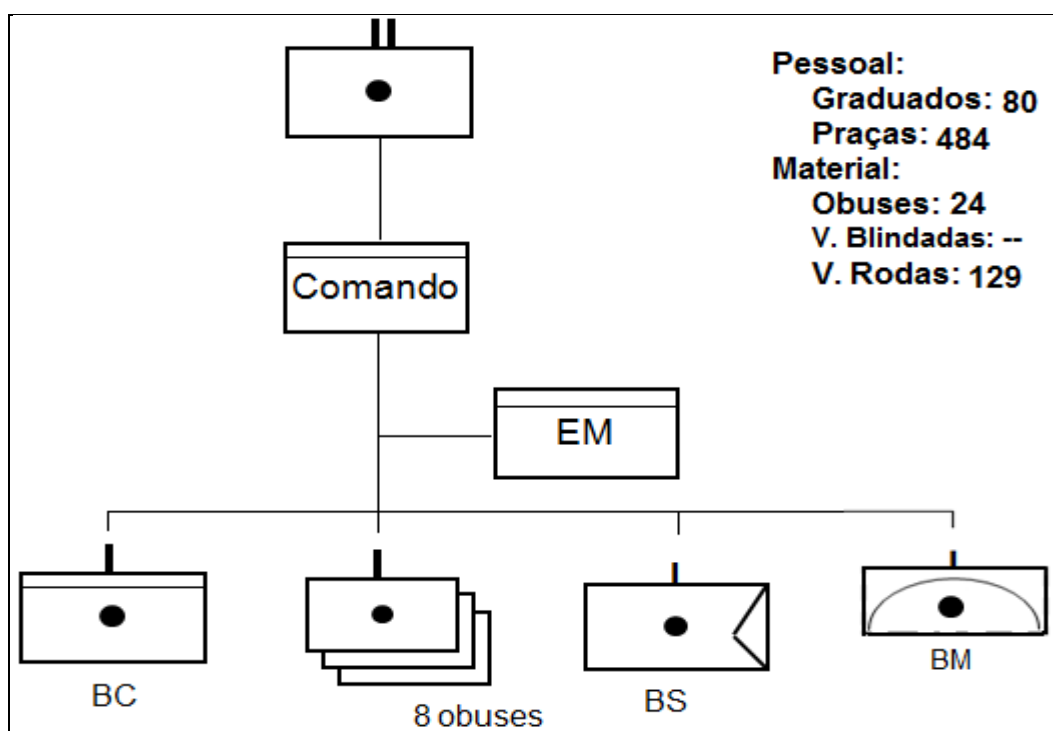 Pessoal:
Graduados: 80
Praças: 484
Material:
Obuses: 24
V. Blindadas: --
V. Rodas: 129
Comando
EM
BC
8 obuses
BS
BM